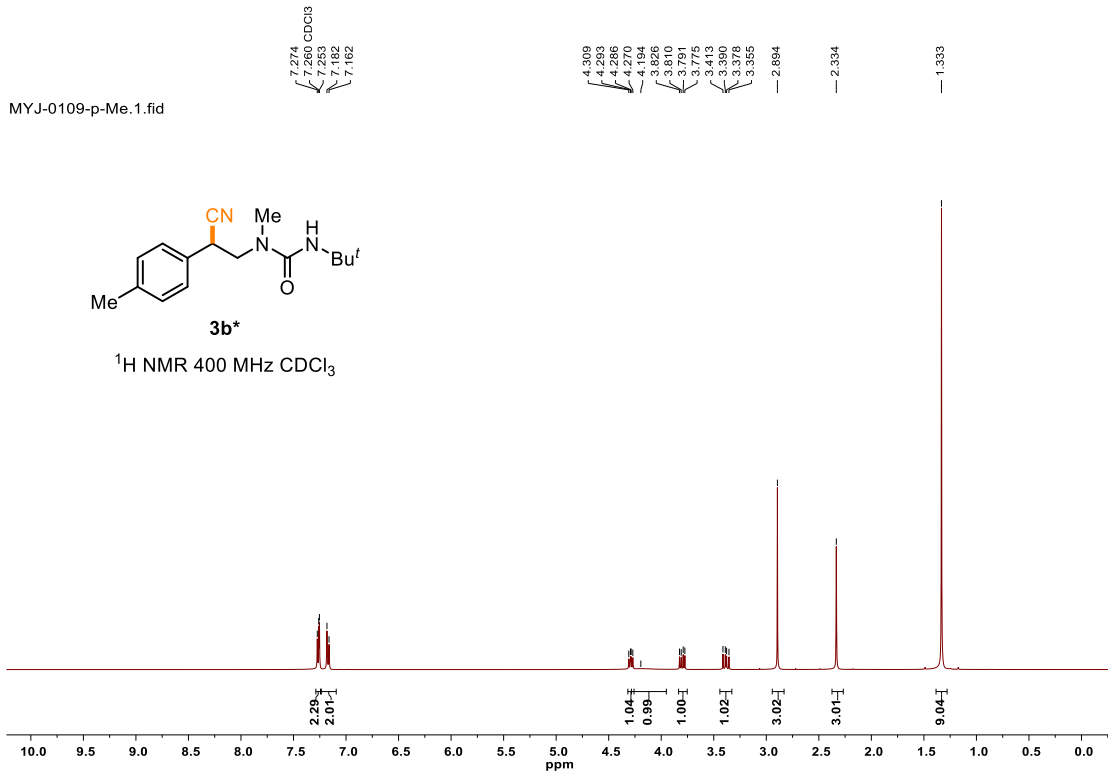 7.274
7.260 CDCl3
7.253
7.182
7.162
4.309
4.293
4.286
4.270
4.194
3.826
3.810
3.791
3.775
3.413
3.390
3.378
3.355
2.894
2.334
1.333
MYJ-0109-p-Me.1.fid
CN
Me
H
N
N
Buᵗ
O
Me
3b*
¹H NMR 400 MHz CDCl₃
2.29
2.01
1.04
0.99
1.00
1.02
3.02
3.01
9.04
10.0 9.5 9.0 8.5 8.0 7.5 7.0 6.5 6.0 5.5 5.0 4.5 4.0 3.5 3.0 2.5 2.0 1.5 1.0 0.5 0.0
ppm